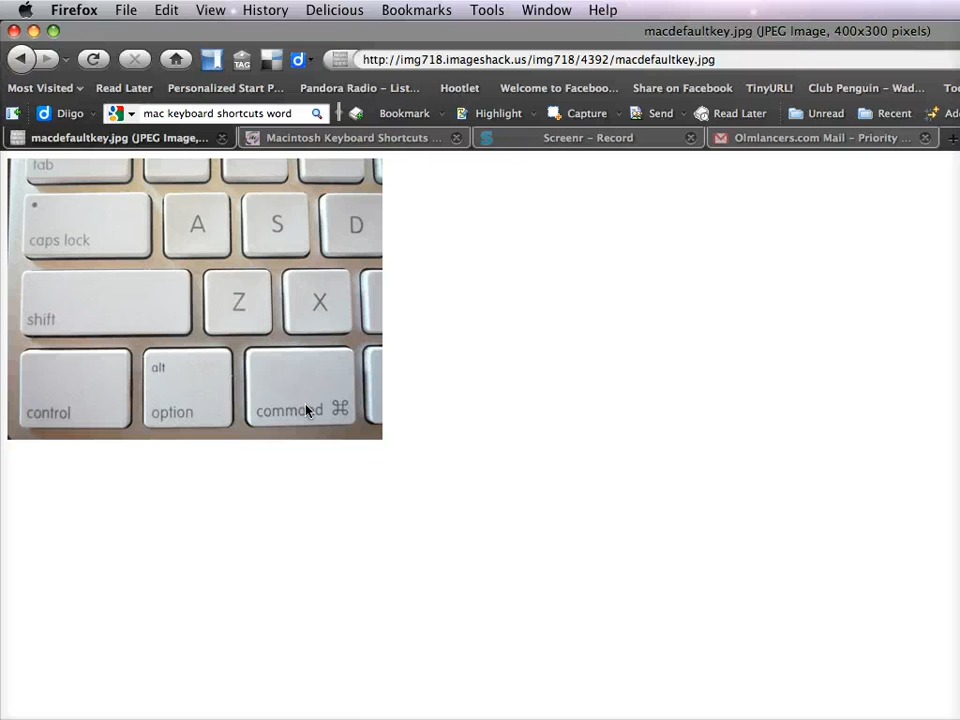 Firefox File Edit View History Delicious Bookmarks Tools Window Help
macdefaultkey.jpg (JPEG Image, 400x300 pixels)
TAG d http://img718.imageshack.us/img718/4392/macdefaultkey.jpg
Most Visited Read Later Personalized Start P... Pandora Radio – List... Hootlet Welcome to Faceboo... Share on Facebook TinyURL! Club Penguin – Wad...
d Diigo mac keyboard shortcuts word Bookmark Highlight Capture Send Read Later Unread Recent
macdefaultkey.jpg (JPEG Image,... Macintosh Keyboard Shortcuts ... Screenr – Record Olmlancers.com Mail – Priority ...
tab
caps lock A S D
shift Z X
alt
control option command ⌘